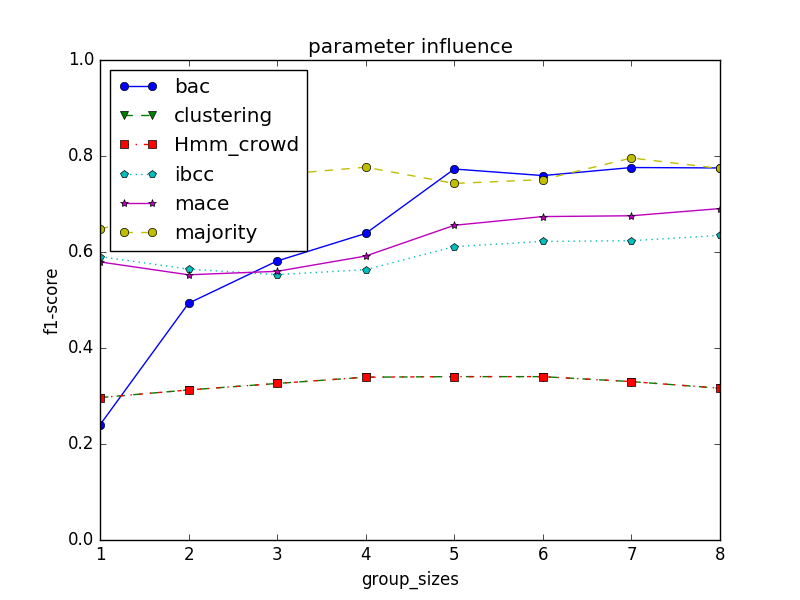 parameter influence
1.0
0.8
0.6
0.4
0.2
0.0
f1-score
bac
clustering
Hmm_crowd
ibcc
mace
majority
1 2 3 4 5 6 7 8
group_sizes